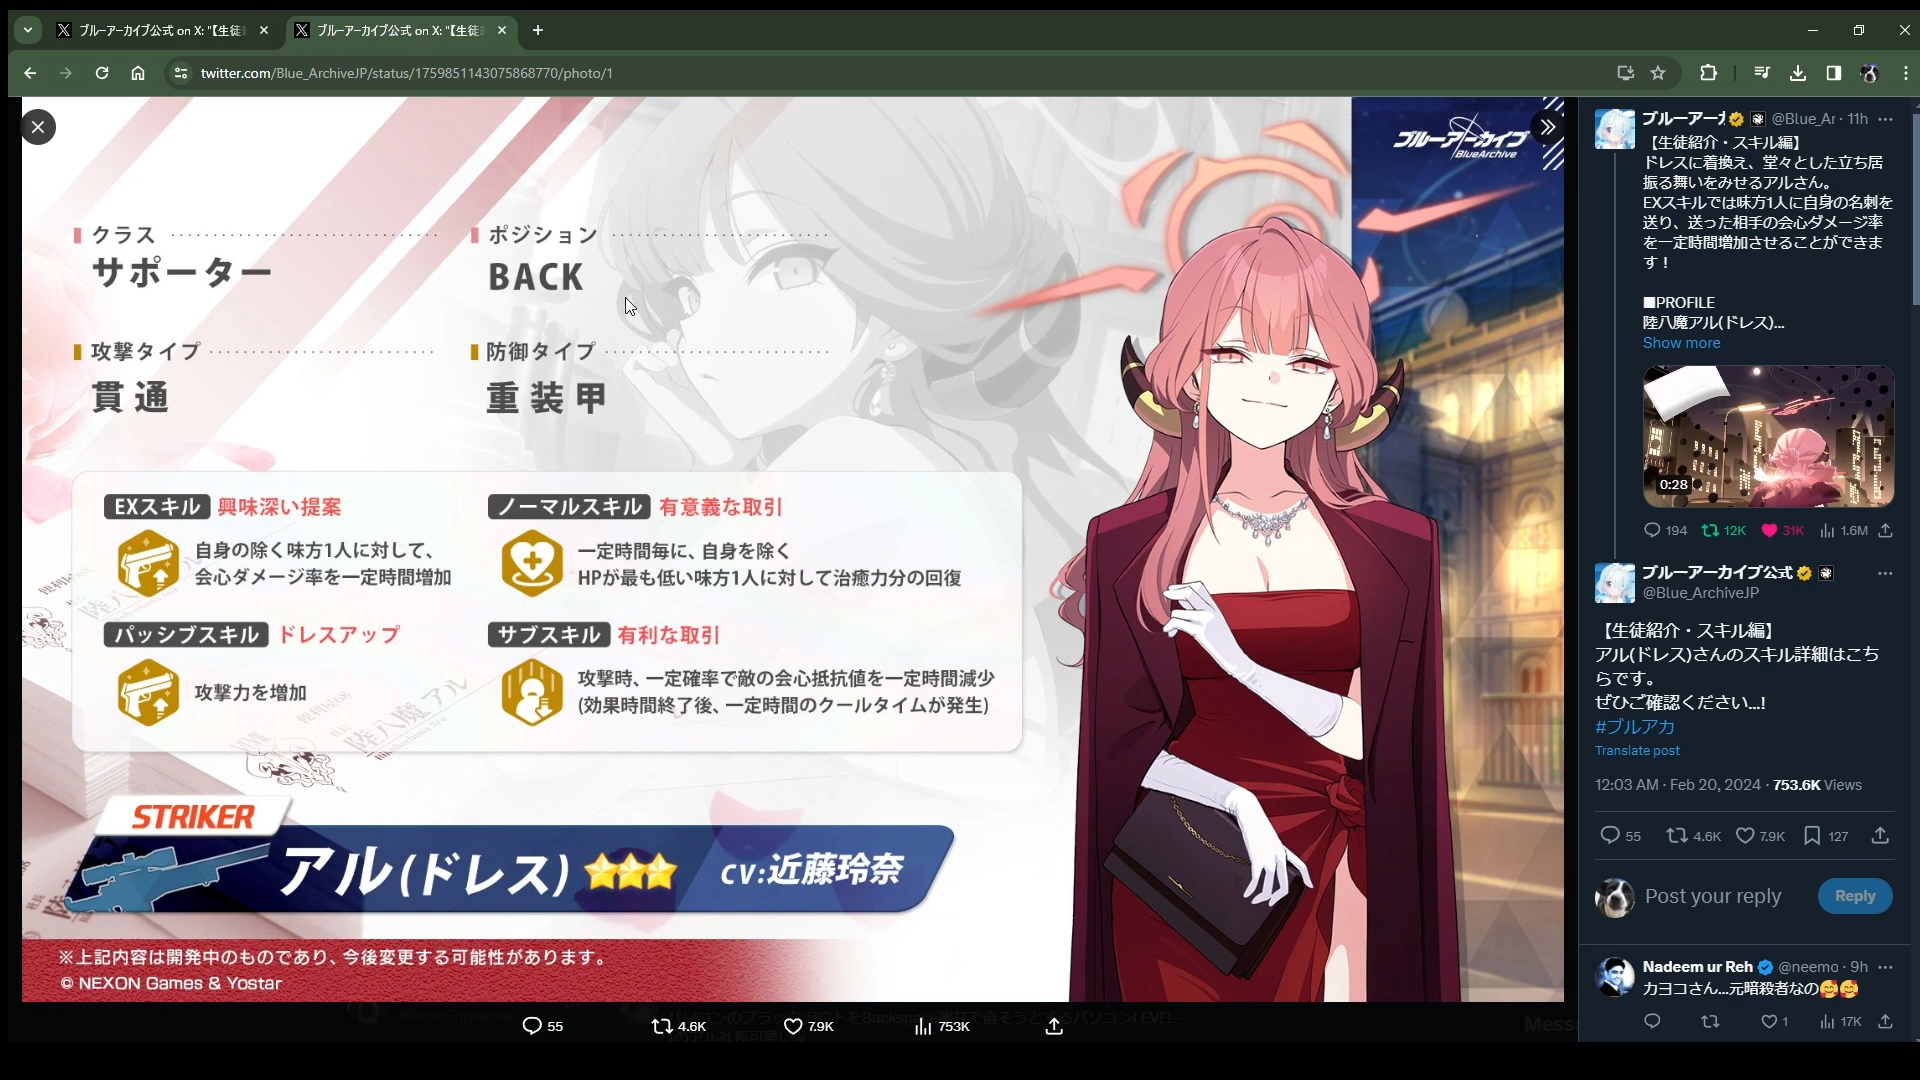 ブルーアーカイブ公式 on X: "【生徒
ブルーアーカイブ公式 on X: "【生徒
twitter.com/Blue_ArchiveJP/status/1759851143075868770/photo/1
ブルーアーカイブ
BlueArchive
クラス
サポーター
ポジション
BACK
攻撃タイプ
貫通
防御タイプ
重装甲
EXスキル 興味深い提案
自身の除く味方1人に対して、
会心ダメージ率を一定時間増加
ノーマルスキル 有意義な取引
一定時間毎に、自身を除く
HPが最も低い味方1人に対して治癒力分の回復
パッシブスキル ドレスアップ
攻撃力を増加
サブスキル 有利な取引
攻撃時、一定確率で敵の会心抵抗値を一定時間減少
(効果時間終了後、一定時間のクールタイムが発生)
陸八魔アル
STRIKER
アル(ドレス) CV:近藤玲奈
※上記内容は開発中のものであり、今後変更する可能性があります。
© NEXON Games & Yostar
55 4.6K 7.9K 753K
ブルーアーカ @Blue_Ar · 11h
【生徒紹介・スキル編】
ドレスに着換え、堂々とした立ち居
振る舞いをみせるアルさん。
EXスキルでは味方1人に自身の名刺を
送り、送った相手の会心ダメージ率
を一定時間増加させることができま
す！
■PROFILE
陸八魔アル(ドレス)...
Show more
0:28
194 12K 31K 1.6M
ブルーアーカイブ公式
@Blue_ArchiveJP
【生徒紹介・スキル編】
アル(ドレス)さんのスキル詳細はこち
らです。
ぜひご確認ください...!
#ブルアカ
Translate post
12:03 AM · Feb 20, 2024 · 753.6K Views
55 4.6K 7.9K 127
Post your reply
Reply
Nadeem ur Reh @neemo · 9h
カヨコさん...元暗殺者なの🥰🥰
1 17K